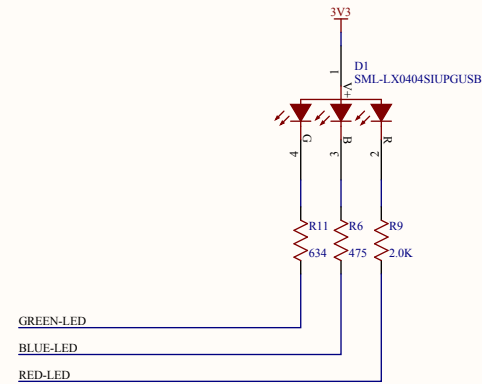 3V3
D1
SML-LX0404SIUPGUSB
1
V+
G
B
R
4
3
2
R11
R6
R9
634
475
2.0K
GREEN-LED
BLUE-LED
RED-LED